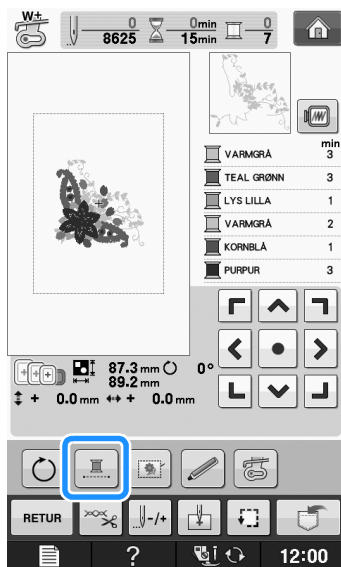 W±
0 0min 0
8625 15min 7
min
VARMGRÅ 3
TEAL GRØNN 3
LYS LILLA 1
VARMGRÅ 2
KORNBLÅ 1
PURPUR 3
87.3 mm 0°
89.2 mm
+ 0.0 mm + 0.0 mm
RETUR -/+
? 12:00